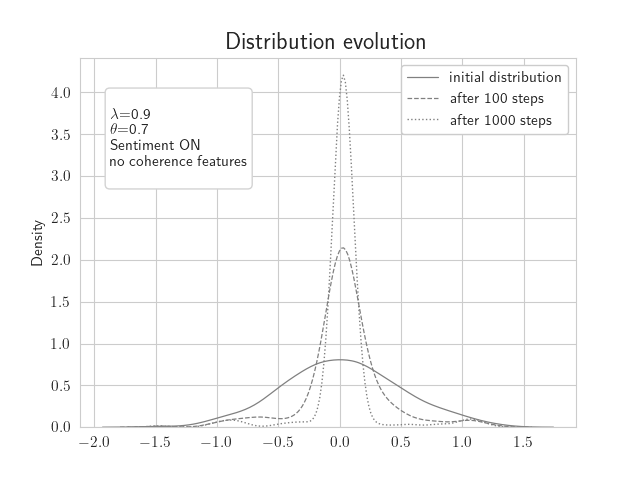 Distribution evolution
initial distribution
after 100 steps
after 1000 steps
λ=0.9
θ=0.7
Sentiment ON
no coherence features
Density
4.0
3.5
3.0
2.5
2.0
1.5
1.0
0.5
0.0
−2.0 −1.5 −1.0 −0.5 0.0 0.5 1.0 1.5